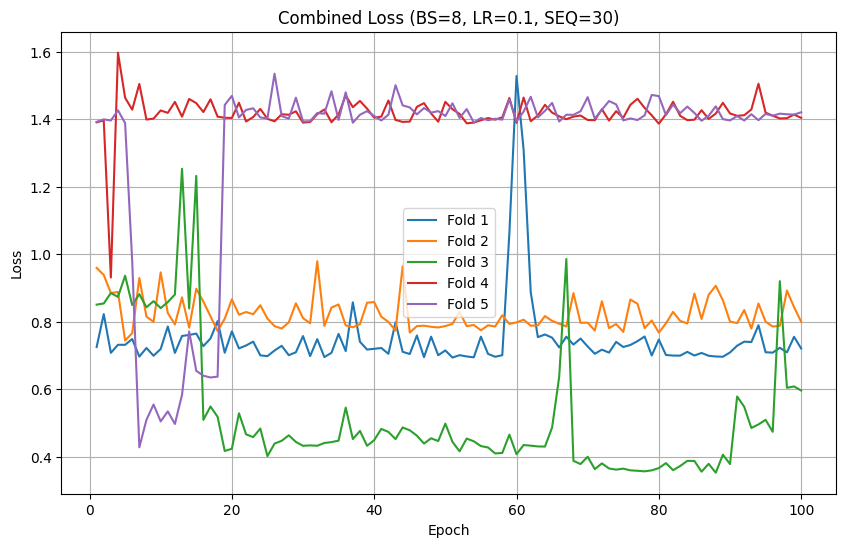 Combined Loss (BS=8, LR=0.1, SEQ=30)
Loss
1.6
1.4
1.2
1.0
0.8
0.6
0.4
Fold 1
Fold 2
Fold 3
Fold 4
Fold 5
0 20 40 60 80 100
Epoch